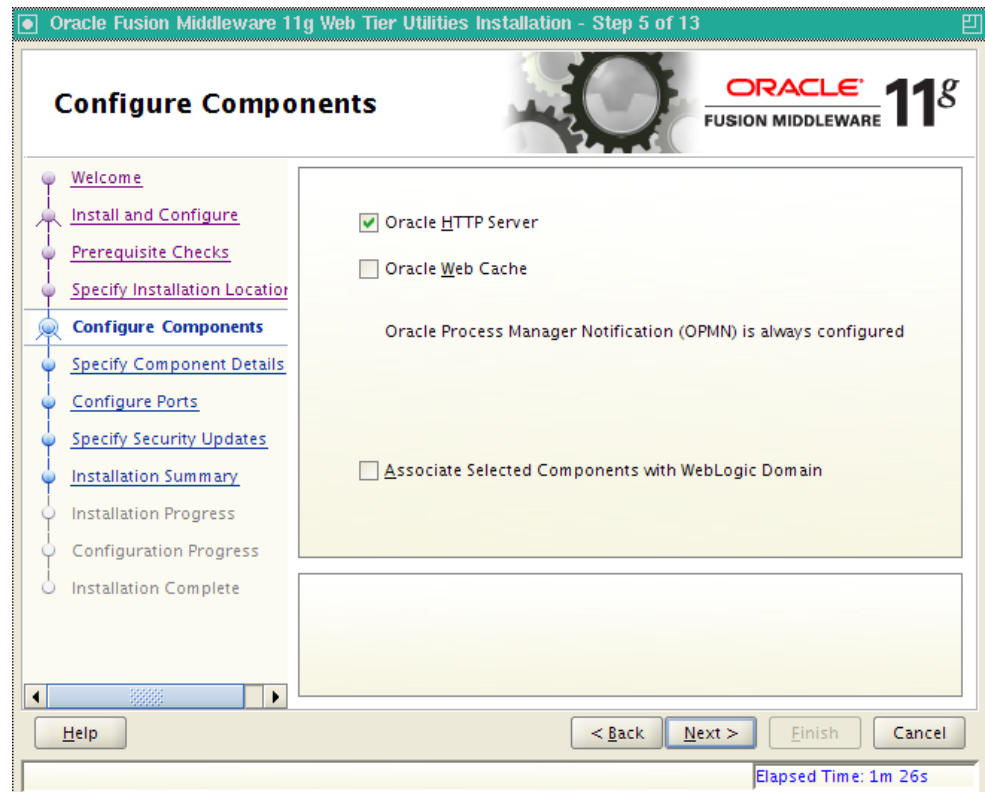 Oracle Fusion Middleware 11g Web Tier Utilities Installation - Step 5 of 13
Configure Components
ORACLE
FUSION MIDDLEWARE
11g
Welcome
Install and Configure
Prerequisite Checks
Specify Installation Location
Configure Components
Specify Component Details
Configure Ports
Specify Security Updates
Installation Summary
Installation Progress
Configuration Progress
Installation Complete
Oracle HTTP Server
Oracle Web Cache
Oracle Process Manager Notification (OPMN) is always configured
Associate Selected Components with WebLogic Domain
Help
< Back
Next >
Finish
Cancel
Elapsed Time: 1m 26s